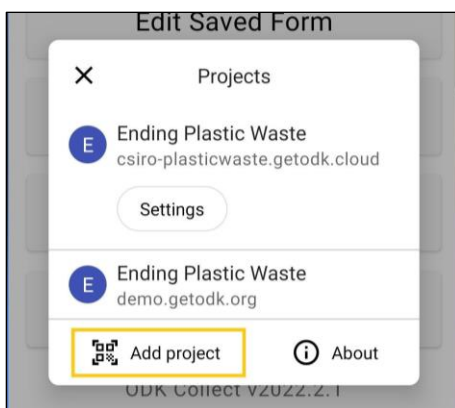 Edit Saved Form
Projects
E
Ending Plastic Waste
csiro-plasticwaste.getodk.cloud
Settings
E
Ending Plastic Waste
demo.getodk.org
Add project
About
ODK Collect v2022.2.1